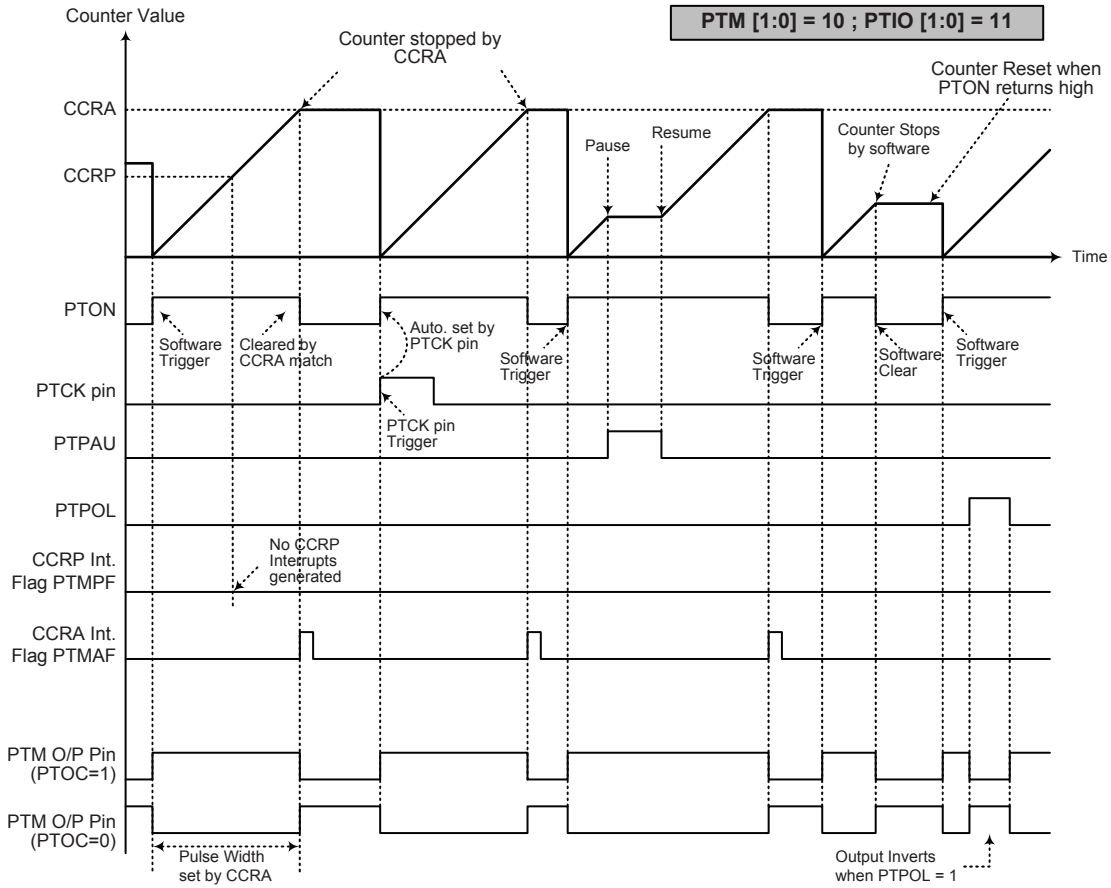 Counter Value
PTM [1:0] = 10 ; PTIO [1:0] = 11
Counter stopped by
CCRA
Counter Reset when
PTON returns high
CCRA
Pause
Resume
Counter Stops
by software
CCRP
Time
PTON
Software
Trigger
Cleared by
CCRA match
Auto. set by
PTCK pin
Software
Trigger
Software
Trigger
Software
Clear
Software
Trigger
PTCK pin
PTCK pin
Trigger
PTPAU
PTPOL
No CCRP
Interrupts
generated
CCRP Int.
Flag PTMPF
CCRA Int.
Flag PTMAF
PTM O/P Pin
(PTOC=1)
PTM O/P Pin
(PTOC=0)
Pulse Width
set by CCRA
Output Inverts
when PTPOL = 1